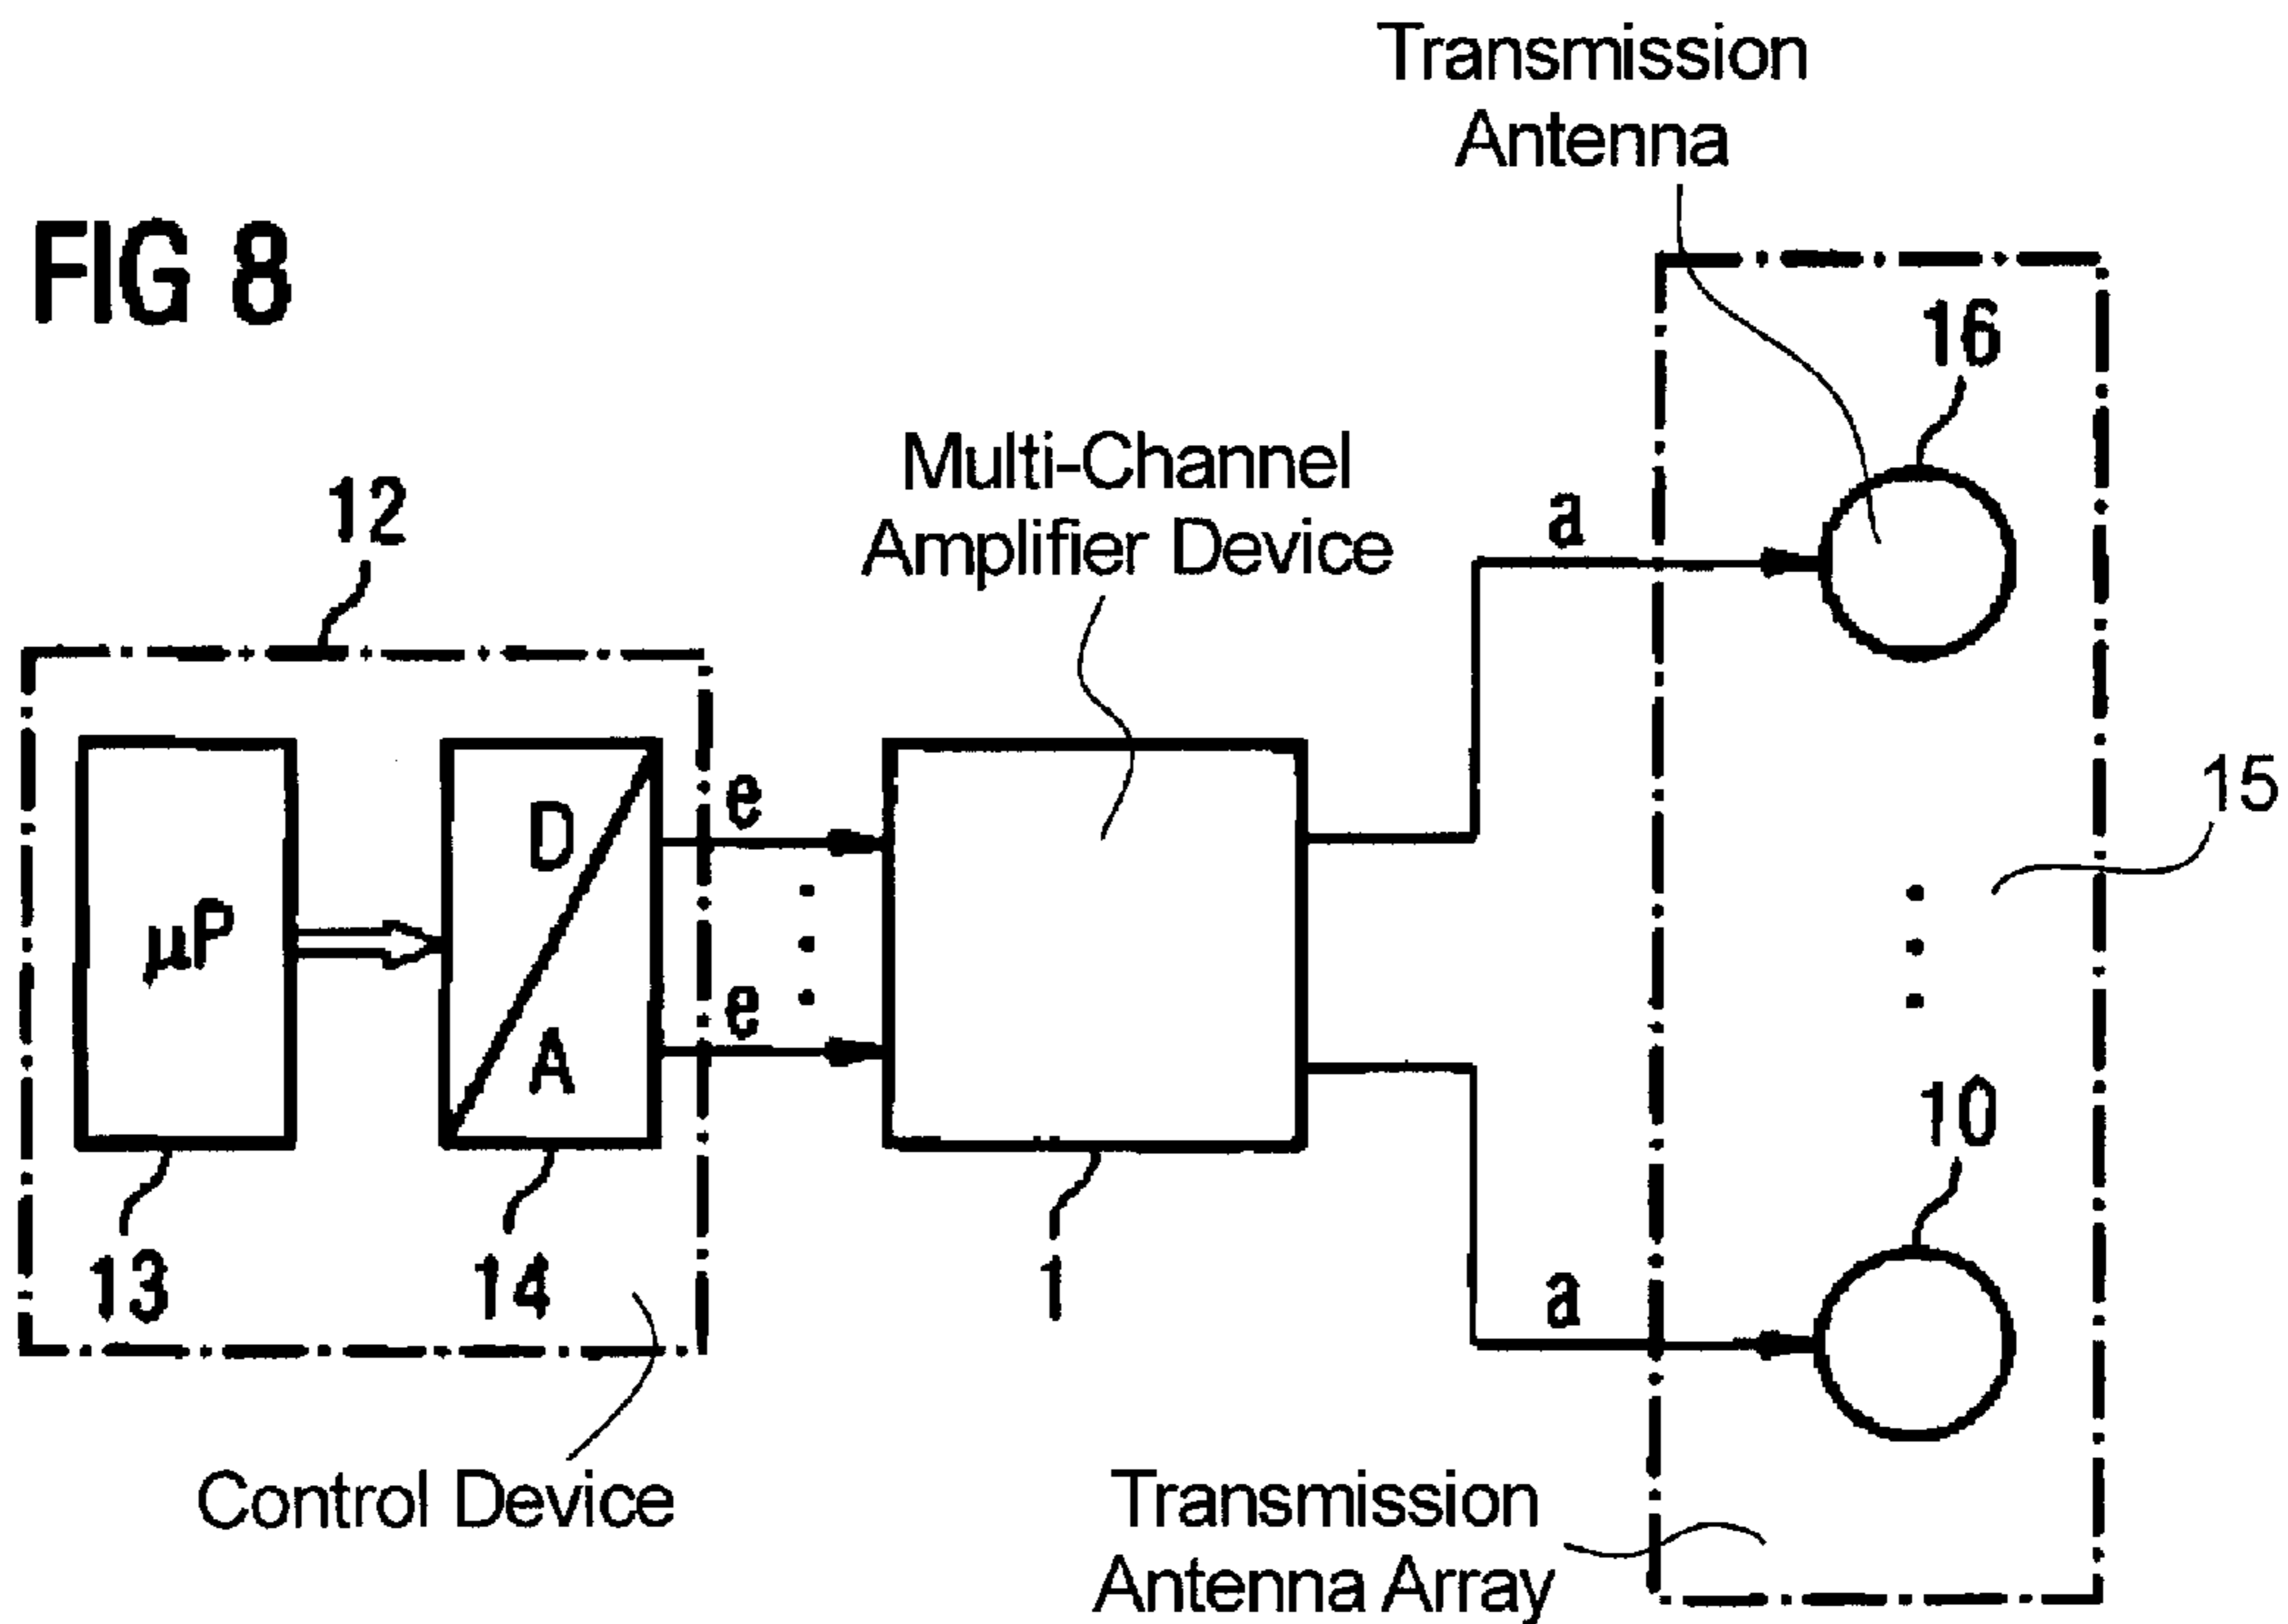 Transmission
Antenna
FIG 8
16
Multi-Channel
Amplifier Device
12
a
15
e
D
µP
A
e
10
13
14
1
a
Control Device
Transmission
Antenna Array